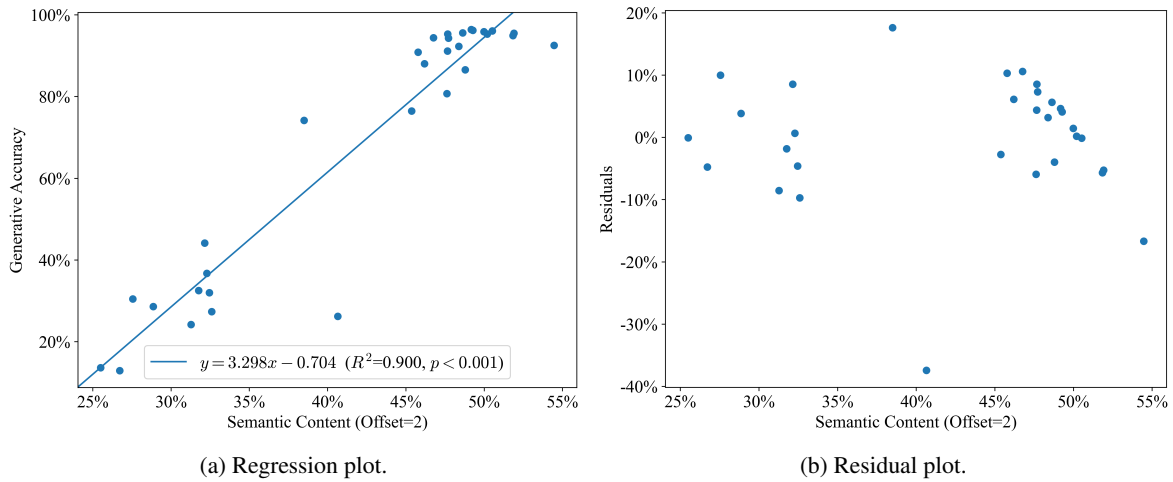 100%
80%
60%
40%
20%
Generative Accuracy
y = 3.298x − 0.704 (R²=0.900, p < 0.001)
25% 30% 35% 40% 45% 50% 55%
Semantic Content (Offset=2)
(a) Regression plot.
20%
10%
0%
-10%
-20%
-30%
-40%
Residuals
25% 30% 35% 40% 45% 50% 55%
Semantic Content (Offset=2)
(b) Residual plot.